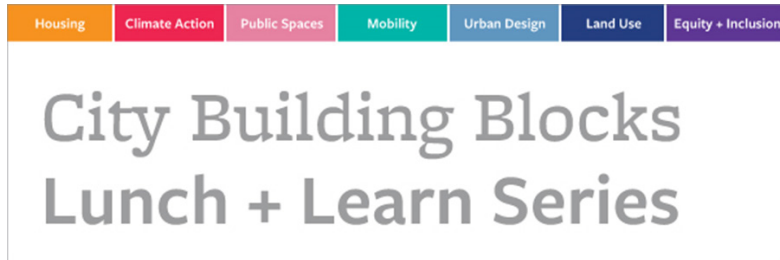 Housing Climate Action Public Spaces Mobility Urban Design Land Use Equity + Inclusion
City Building Blocks
Lunch + Learn Series